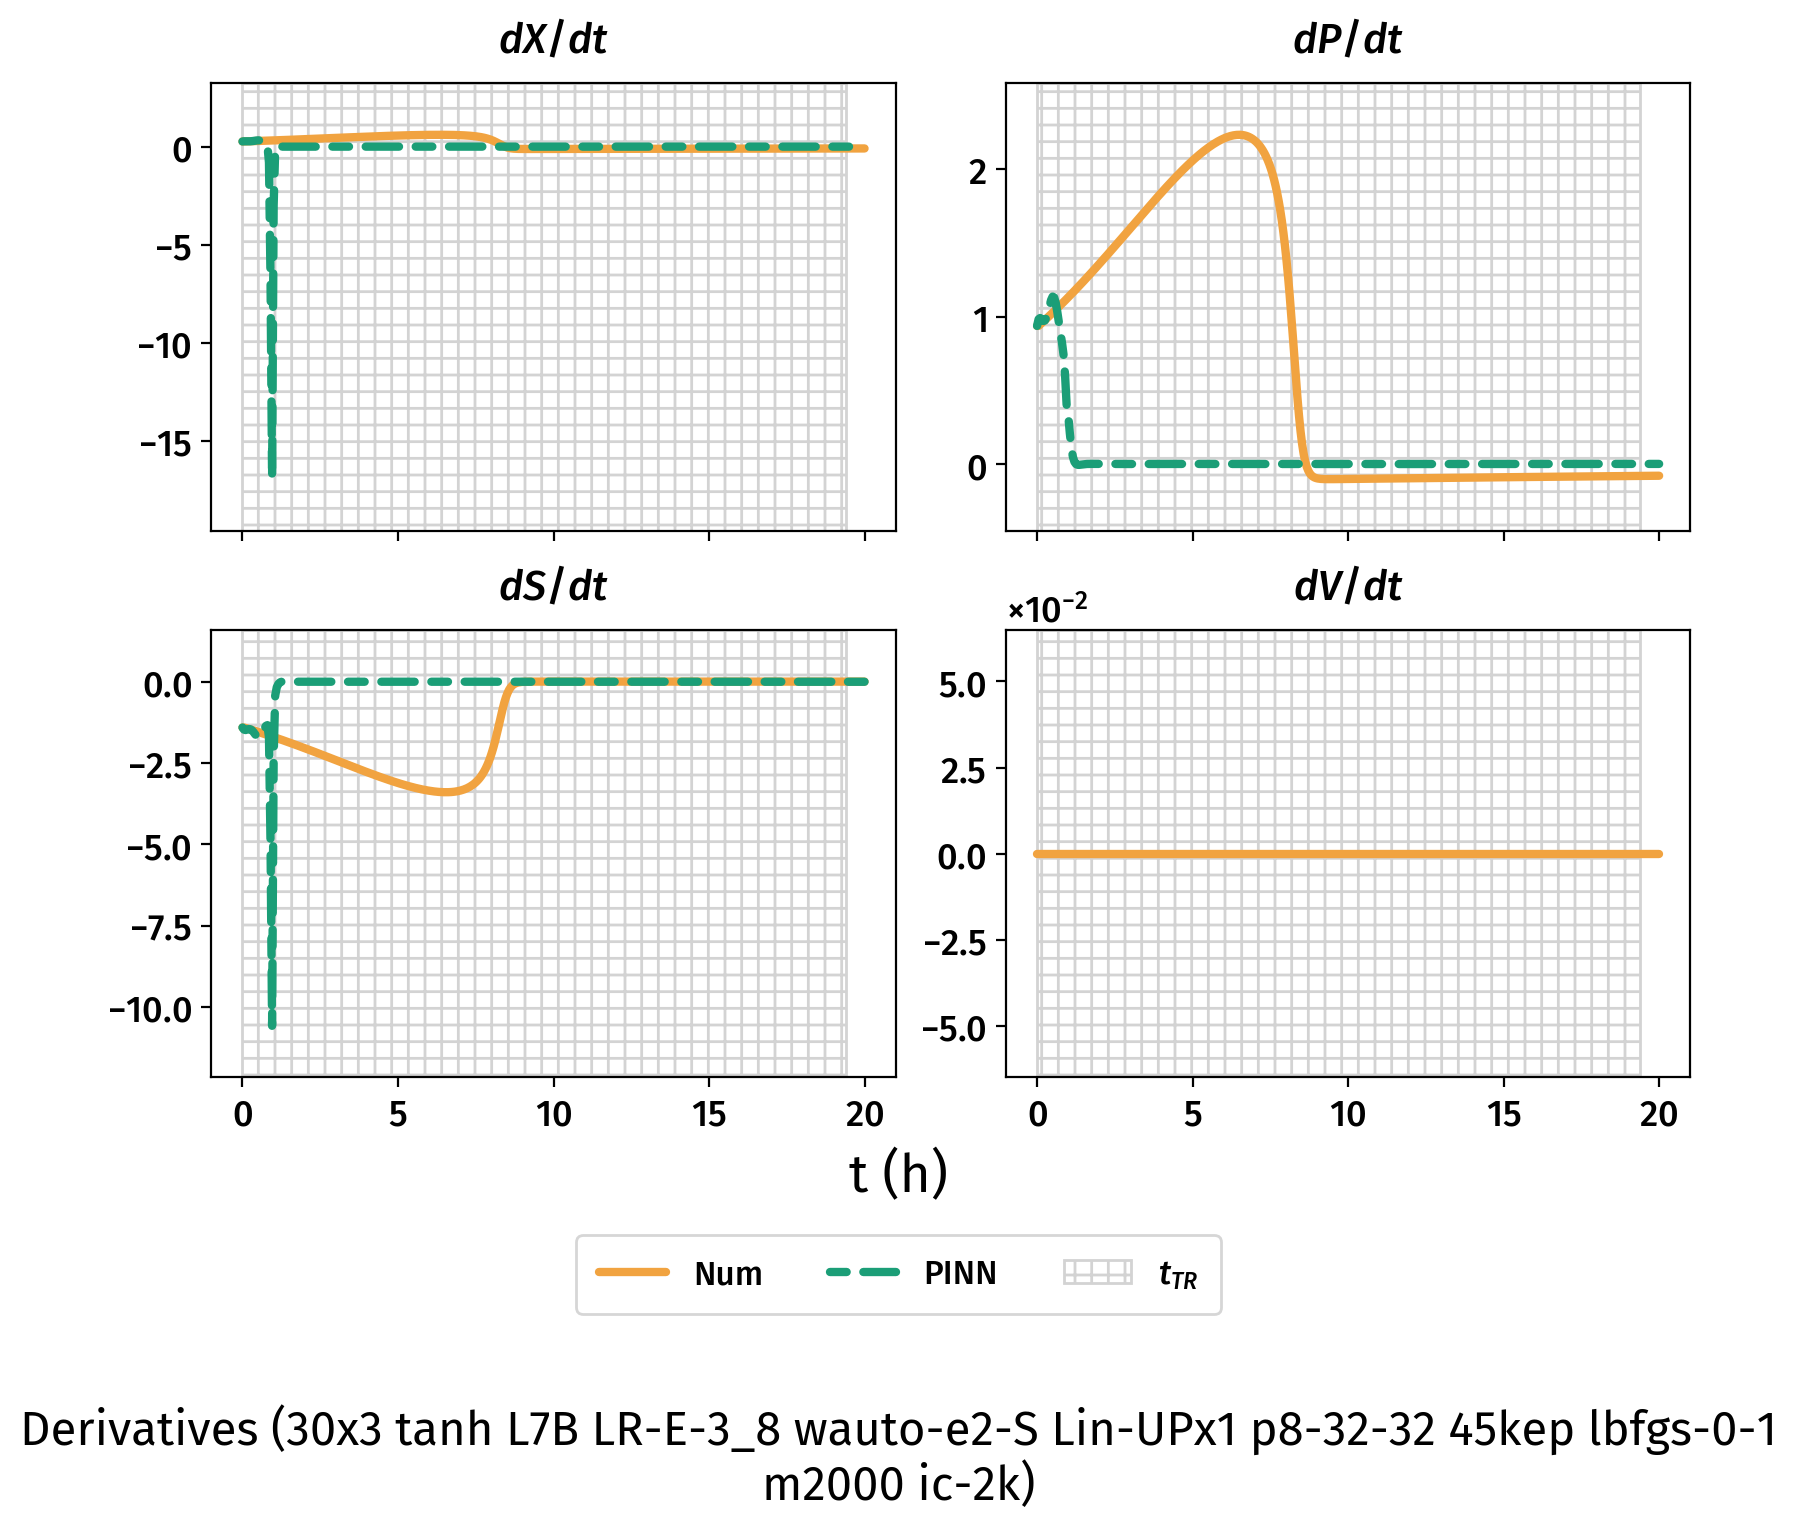 dX/dt
dP/dt
0
−5
−10
−15
2
1
0
dS/dt
dV/dt
×10⁻²
0.0
−2.5
−5.0
−7.5
−10.0
5.0
2.5
0.0
−2.5
−5.0
0 5 10 15 20
0 5 10 15 20
t (h)
Num PINN t_TR
Derivatives (30x3 tanh L7B LR-E-3_8 wauto-e2-S Lin-UPx1 p8-32-32 45kep lbfgs-0-1
m2000 ic-2k)